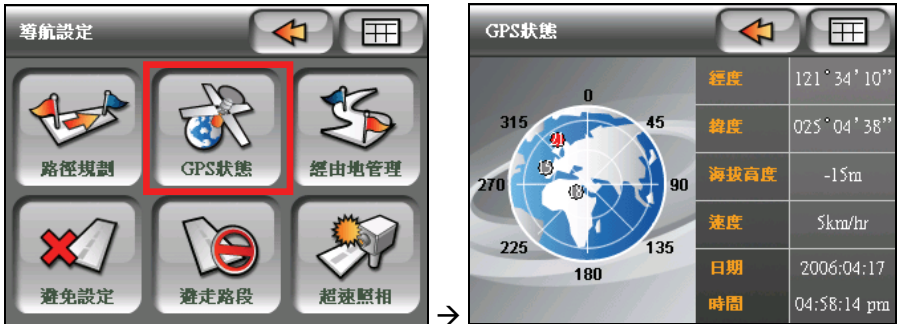 導航設定
路徑規劃 GPS狀態 經由地管理
避免設定 避走路段 超速照相
→
GPS狀態
0
315 45
21
15
18
270 90
225 135
180
經度 121°34'10''
緯度 025°04'38''
海拔高度 -15m
速度 5km/hr
日期 2006:04:17
時間 04:58:14 pm